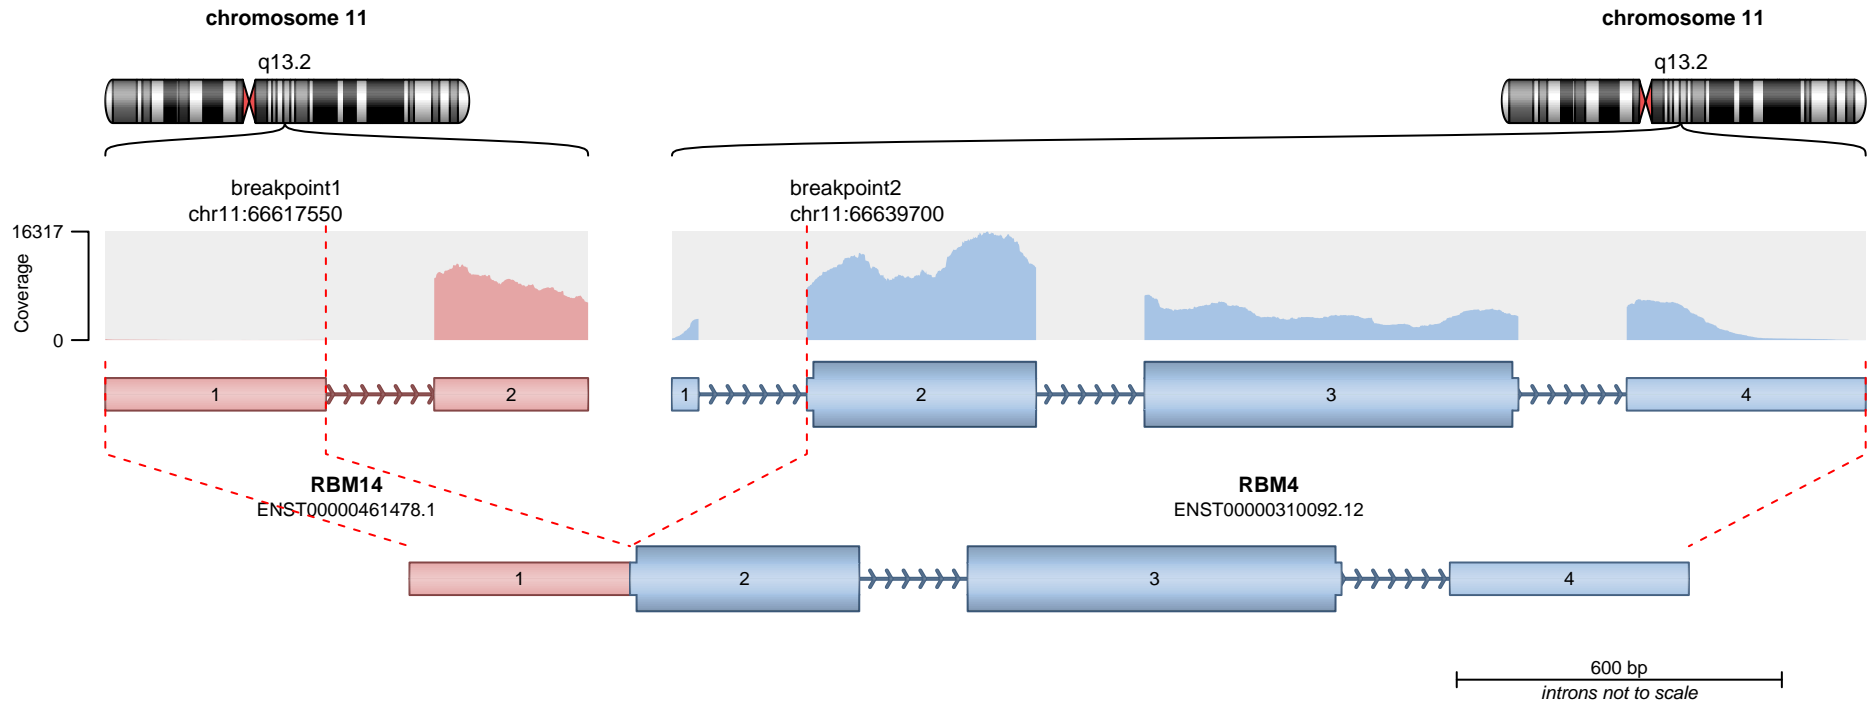 chromosome 11
chromosome 11
q13.2
q13.2
breakpoint1
chr11:66617550
breakpoint2
chr11:66639700
16317
Coverage
0
1
2
1
2
3
4
RBM14
ENST00000461478.1
RBM4
ENST00000310092.12
1
2
3
4
600 bp
introns not to scale